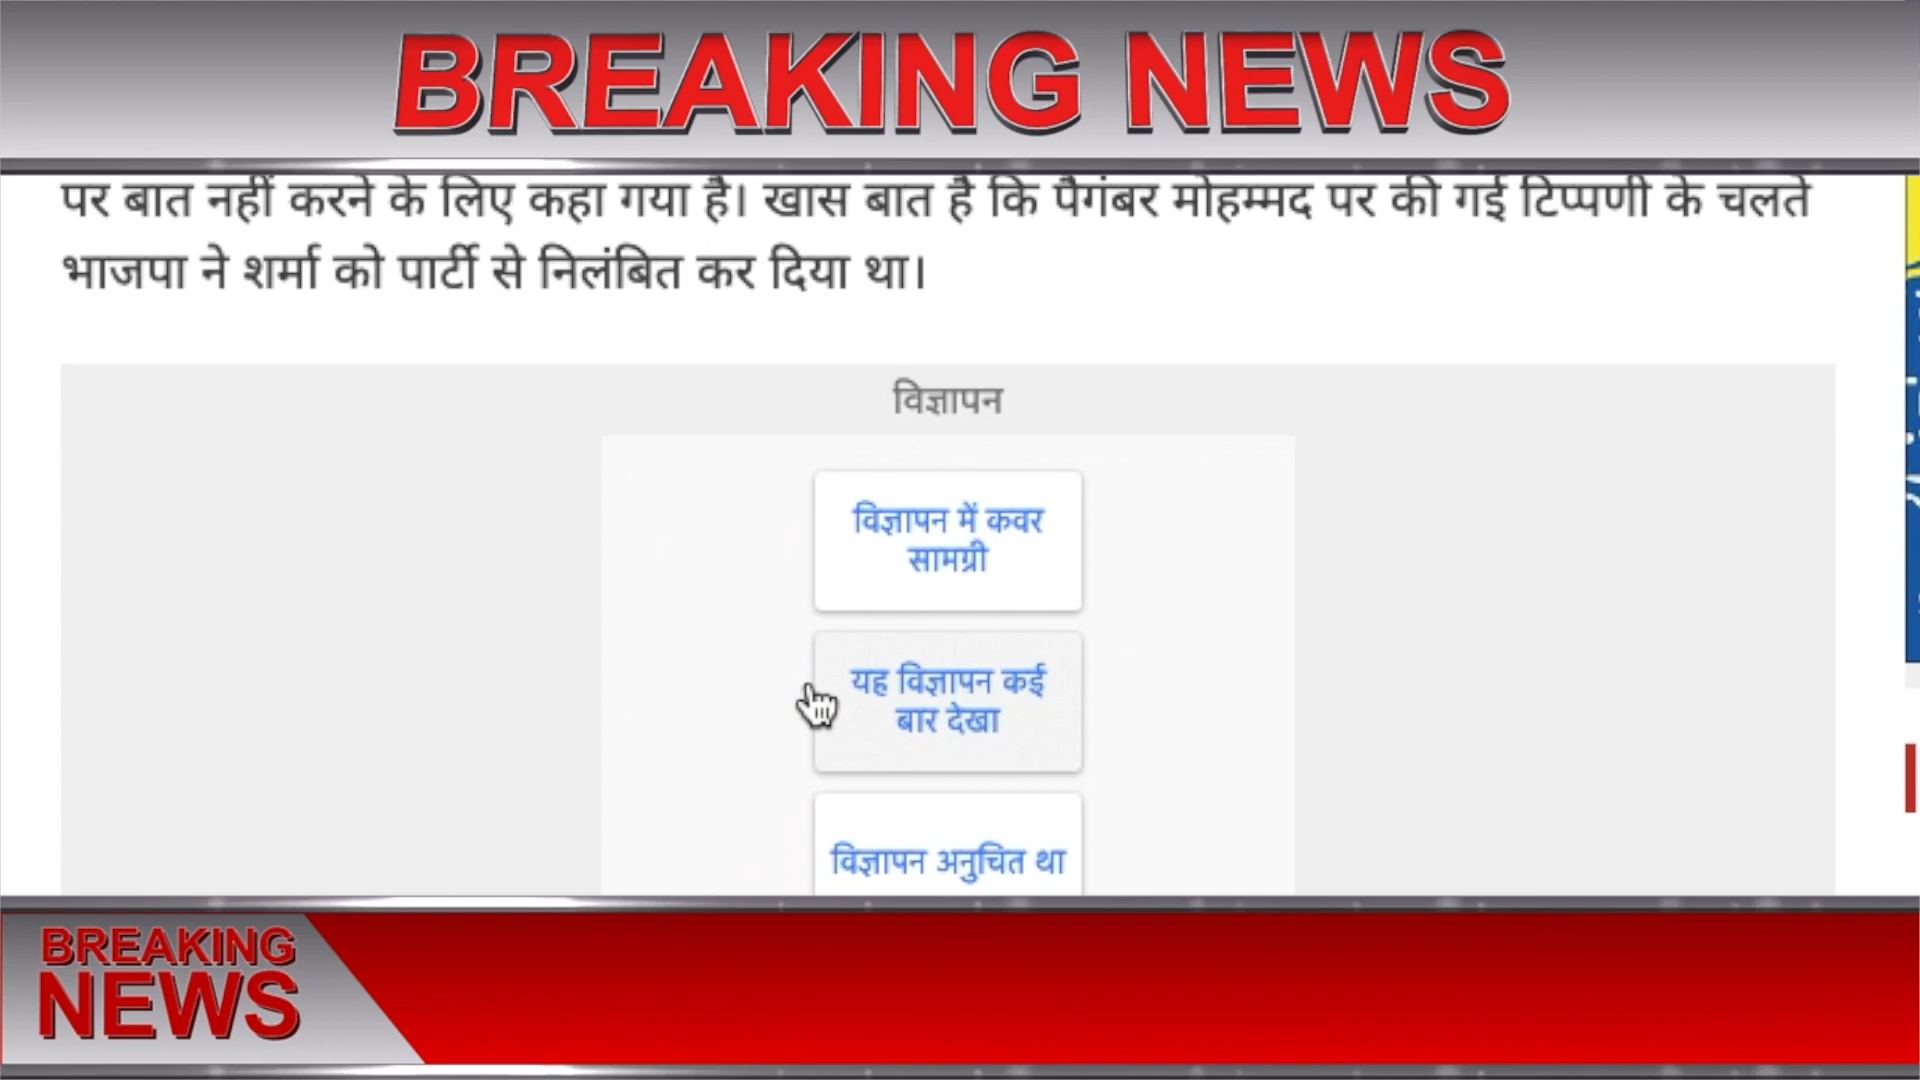 BREAKING NEWS
पर बात नहीं करने के लिए कहा गया है। खास बात है कि पैगंबर मोहम्मद पर की गई टिप्पणी के चलते
भाजपा ने शर्मा को पार्टी से निलंबित कर दिया था।
विज्ञापन
विज्ञापन में कवर
सामग्री
यह विज्ञापन कई
बार देखा
विज्ञापन अनुचित था
BREAKING
NEWS